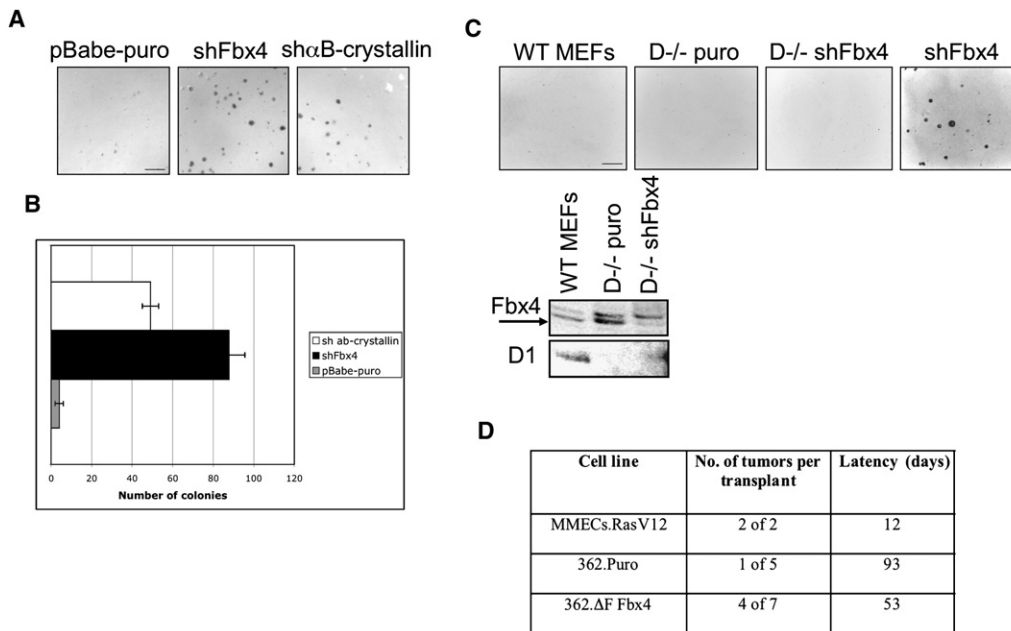 A
pBabe-puro shFbx4 shαB-crystallin
B
sh ab-crystallin
shFbx4
pBabe-puro
0 20 40 60 80 100 120
Number of colonies
C
WT MEFs D-/- puro D-/- shFbx4 shFbx4
WT MEFs
D-/- puro
D-/- shFbx4
Fbx4
D1
D
Cell line No. of tumors per transplant Latency (days)
MMECs.RasV12 2 of 2 12
362.Puro 1 of 5 93
362.ΔF Fbx4 4 of 7 53